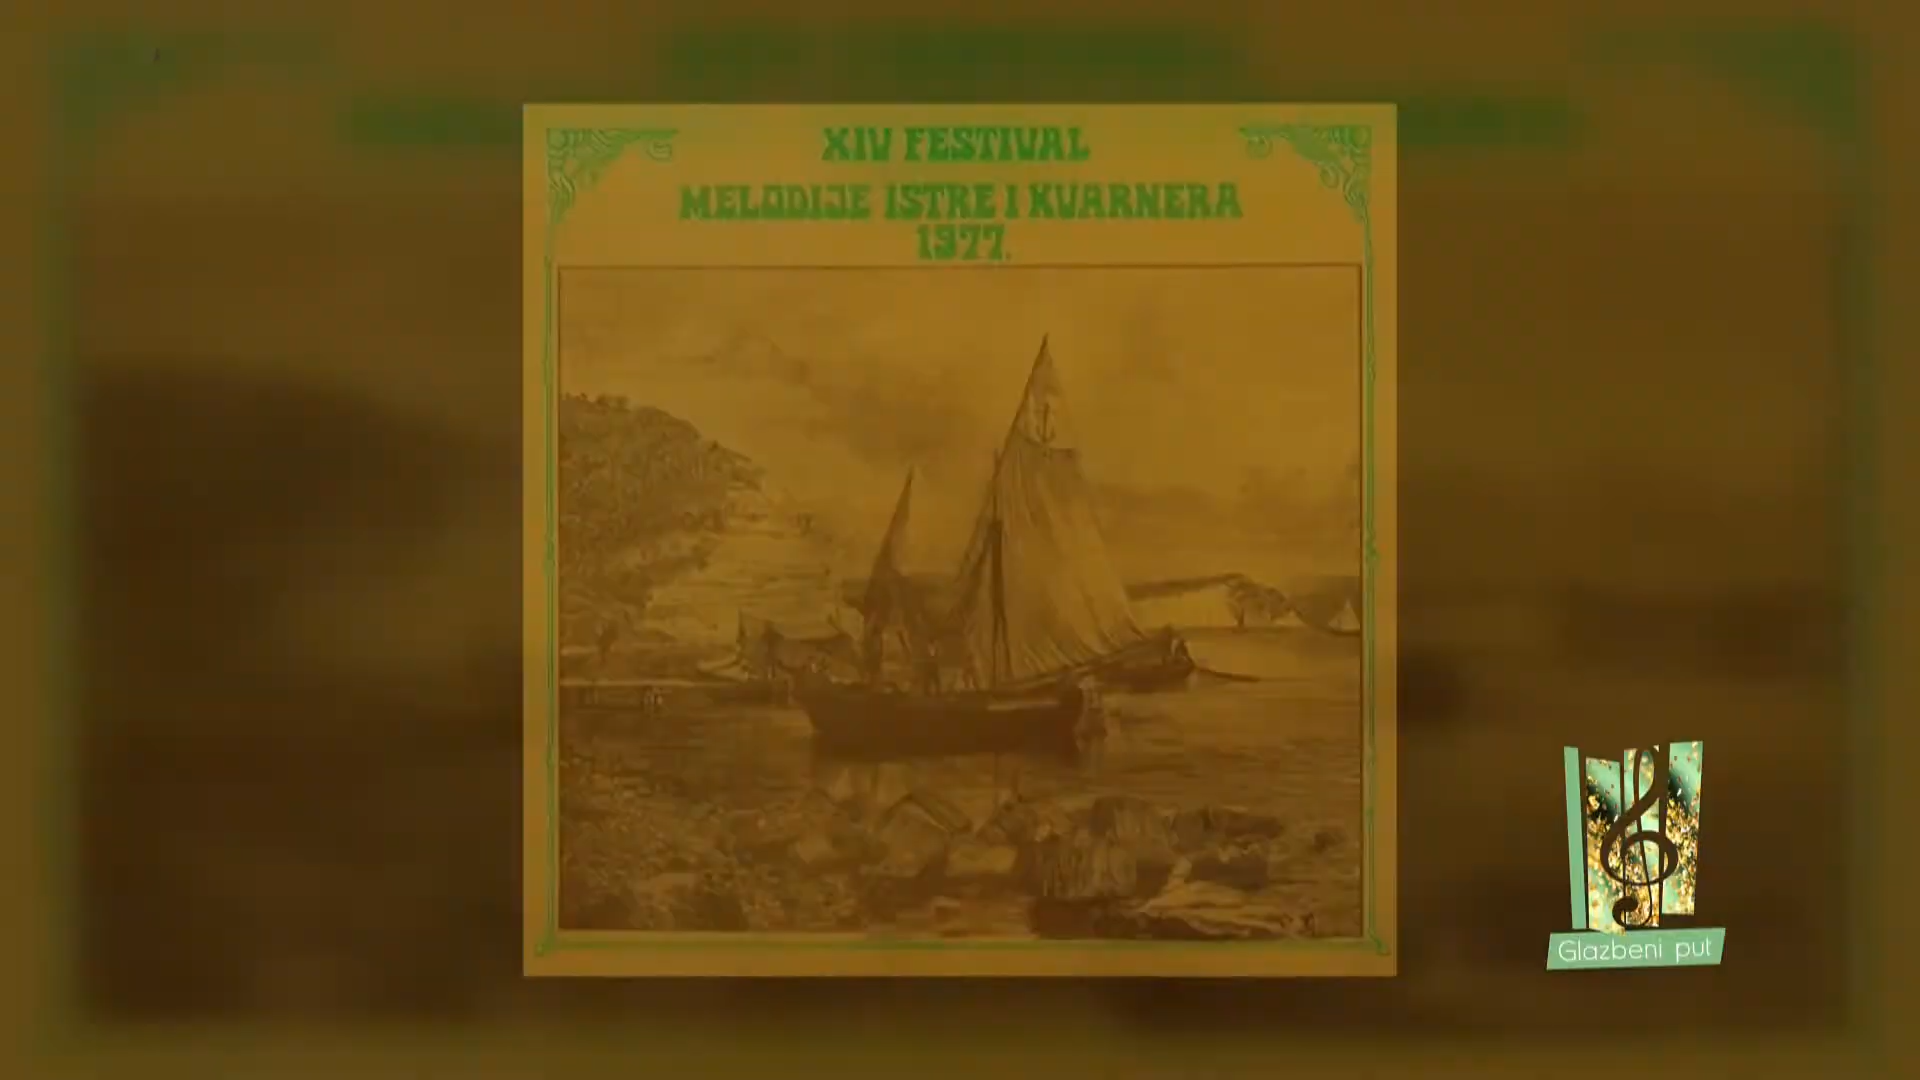 XIV FESTIVAL
MELODIJE ISTRE I KVARNERA
1977.
Glazbeni put